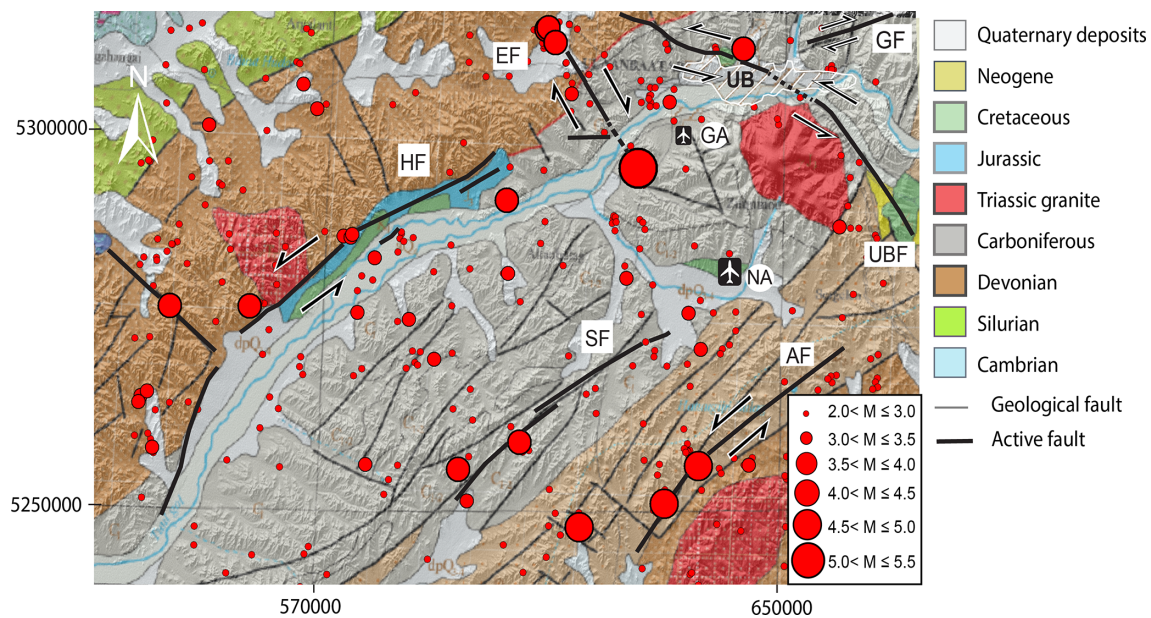 N
EF
GF
UB
GA
HF
UBF
NA
SF
AF
dpQ
5300000
5250000
570000
650000
2.0< M ≤ 3.0
3.0< M ≤ 3.5
3.5< M ≤ 4.0
4.0< M ≤ 4.5
4.5< M ≤ 5.0
5.0< M ≤ 5.5
Quaternary deposits
Neogene
Cretaceous
Jurassic
Triassic granite
Carboniferous
Devonian
Silurian
Cambrian
Geological fault
Active fault